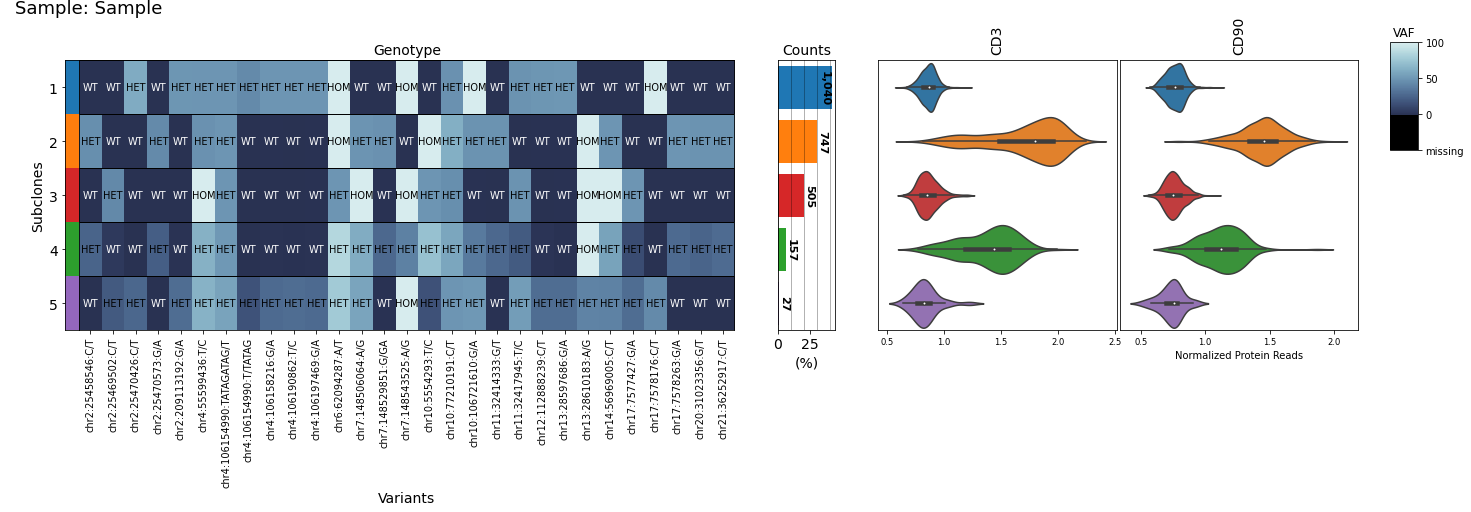 Sample: Sample
Genotype
Counts
CD3
CD90
VAF
Subclones
1 WT WT HET WT HET HET HET HET HET HET HET HOM WT WT HOM WT HET HOM WT HET HET HET WT WT WT HOM WT WT WT
2 HET WT WT HET WT HET HET WT WT WT WT HOM HET HET WT HOM HET HET HET WT WT WT HOM HET WT WT HET HET HET
3 WT HET WT WT WT HOM HET WT WT WT WT HET HOM WT HOM HET HET WT WT HET WT WT HOM HOM HET WT WT WT WT
4 HET WT WT HET WT HET HET WT WT WT WT HET HET HET HET HET HET HET HET HET WT WT HOM HET HET WT HET HET HET
5 WT HET HET WT HET HET HET HET HET HET HET HET HET WT HOM HET HET HET WT HET HET HET HET HET HET HET WT WT WT
chr2:25458546:C/T
chr2:25469502:C/T
chr2:25470426:C/T
chr2:25470573:G/A
chr2:209113192:G/A
chr4:55599436:T/C
chr4:106154990:TATAGATAG/T
chr4:106154990:T/TATAG
chr4:106158216:G/A
chr4:106190862:T/C
chr4:106197469:G/A
chr6:62094287:A/T
chr7:148506064:A/G
chr7:148529851:G/GA
chr7:148543525:A/G
chr10:5554293:T/C
chr10:77210191:C/T
chr10:106721610:G/A
chr11:32414333:G/T
chr11:32417945:T/C
chr12:112888239:C/T
chr13:28597686:G/A
chr13:28610183:A/G
chr14:56969005:C/T
chr17:7577427:G/A
chr17:7578176:C/T
chr17:7578263:G/A
chr20:31023356:G/T
chr21:36252917:C/T
Variants
1,040
747
505
157
27
0 25
(%)
0.5 1.0 1.5 2.0 2.5
0.5 1.0 1.5 2.0
Normalized Protein Reads
100
50
0
missing